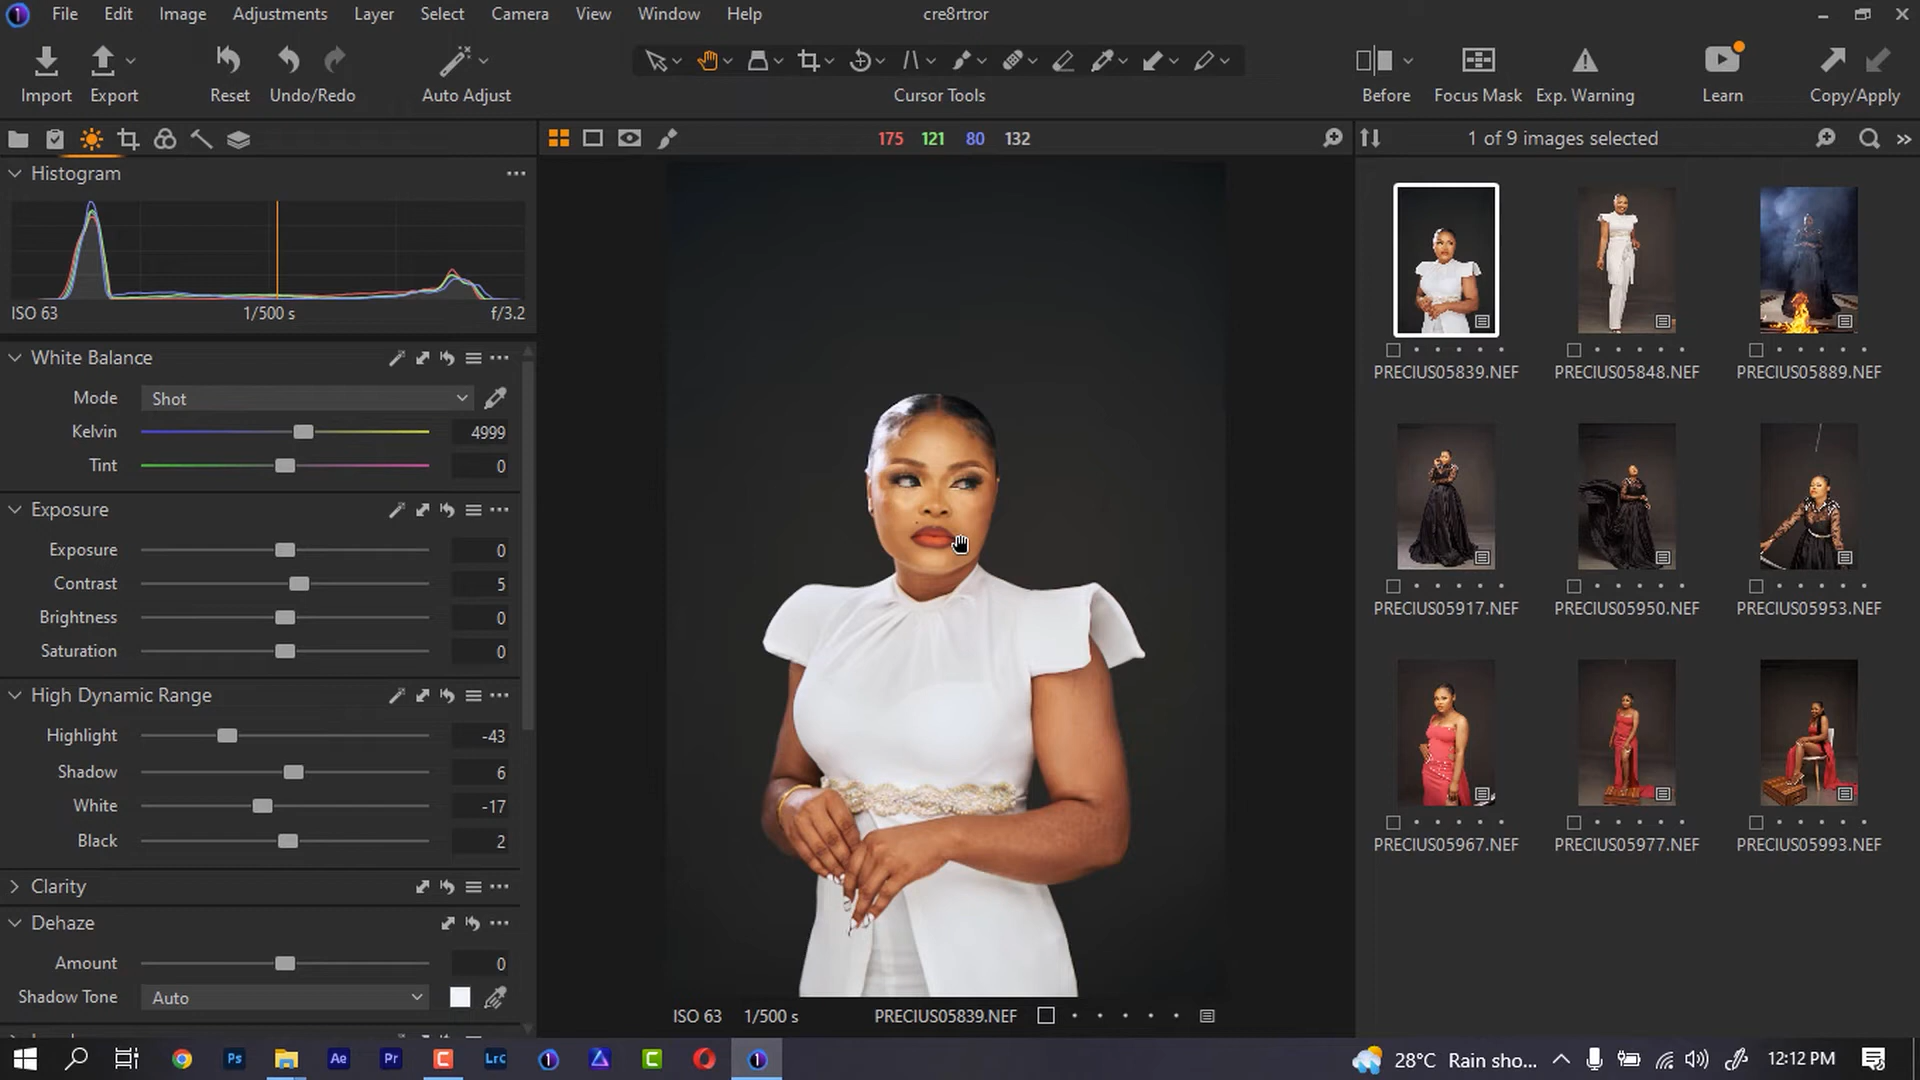 File Edit Image Adjustments Layer Select Camera View Window Help cre8rtror
Import Export Reset Undo/Redo Auto Adjust Cursor Tools Before Focus Mask Exp. Warning Learn Copy/Apply
175 121 80 132
1 of 9 images selected
Histogram
ISO 63 1/500 s f/3.2
White Balance
Mode Shot
Kelvin 4999
Tint 0
Exposure
Exposure 0
Contrast 5
Brightness 0
Saturation 0
High Dynamic Range
Highlight -43
Shadow 6
White -17
Black 2
Clarity
Dehaze
Amount 0
Shadow Tone Auto
ISO 63 1/500 s PRECIUS05839.NEF
PRECIUS05839.NEF PRECIUS05848.NEF PRECIUS05889.NEF
PRECIUS05917.NEF PRECIUS05950.NEF PRECIUS05953.NEF
PRECIUS05967.NEF PRECIUS05977.NEF PRECIUS05993.NEF
Ps Ae Pr C Lrc C 28°C Rain sho... 12:12 PM